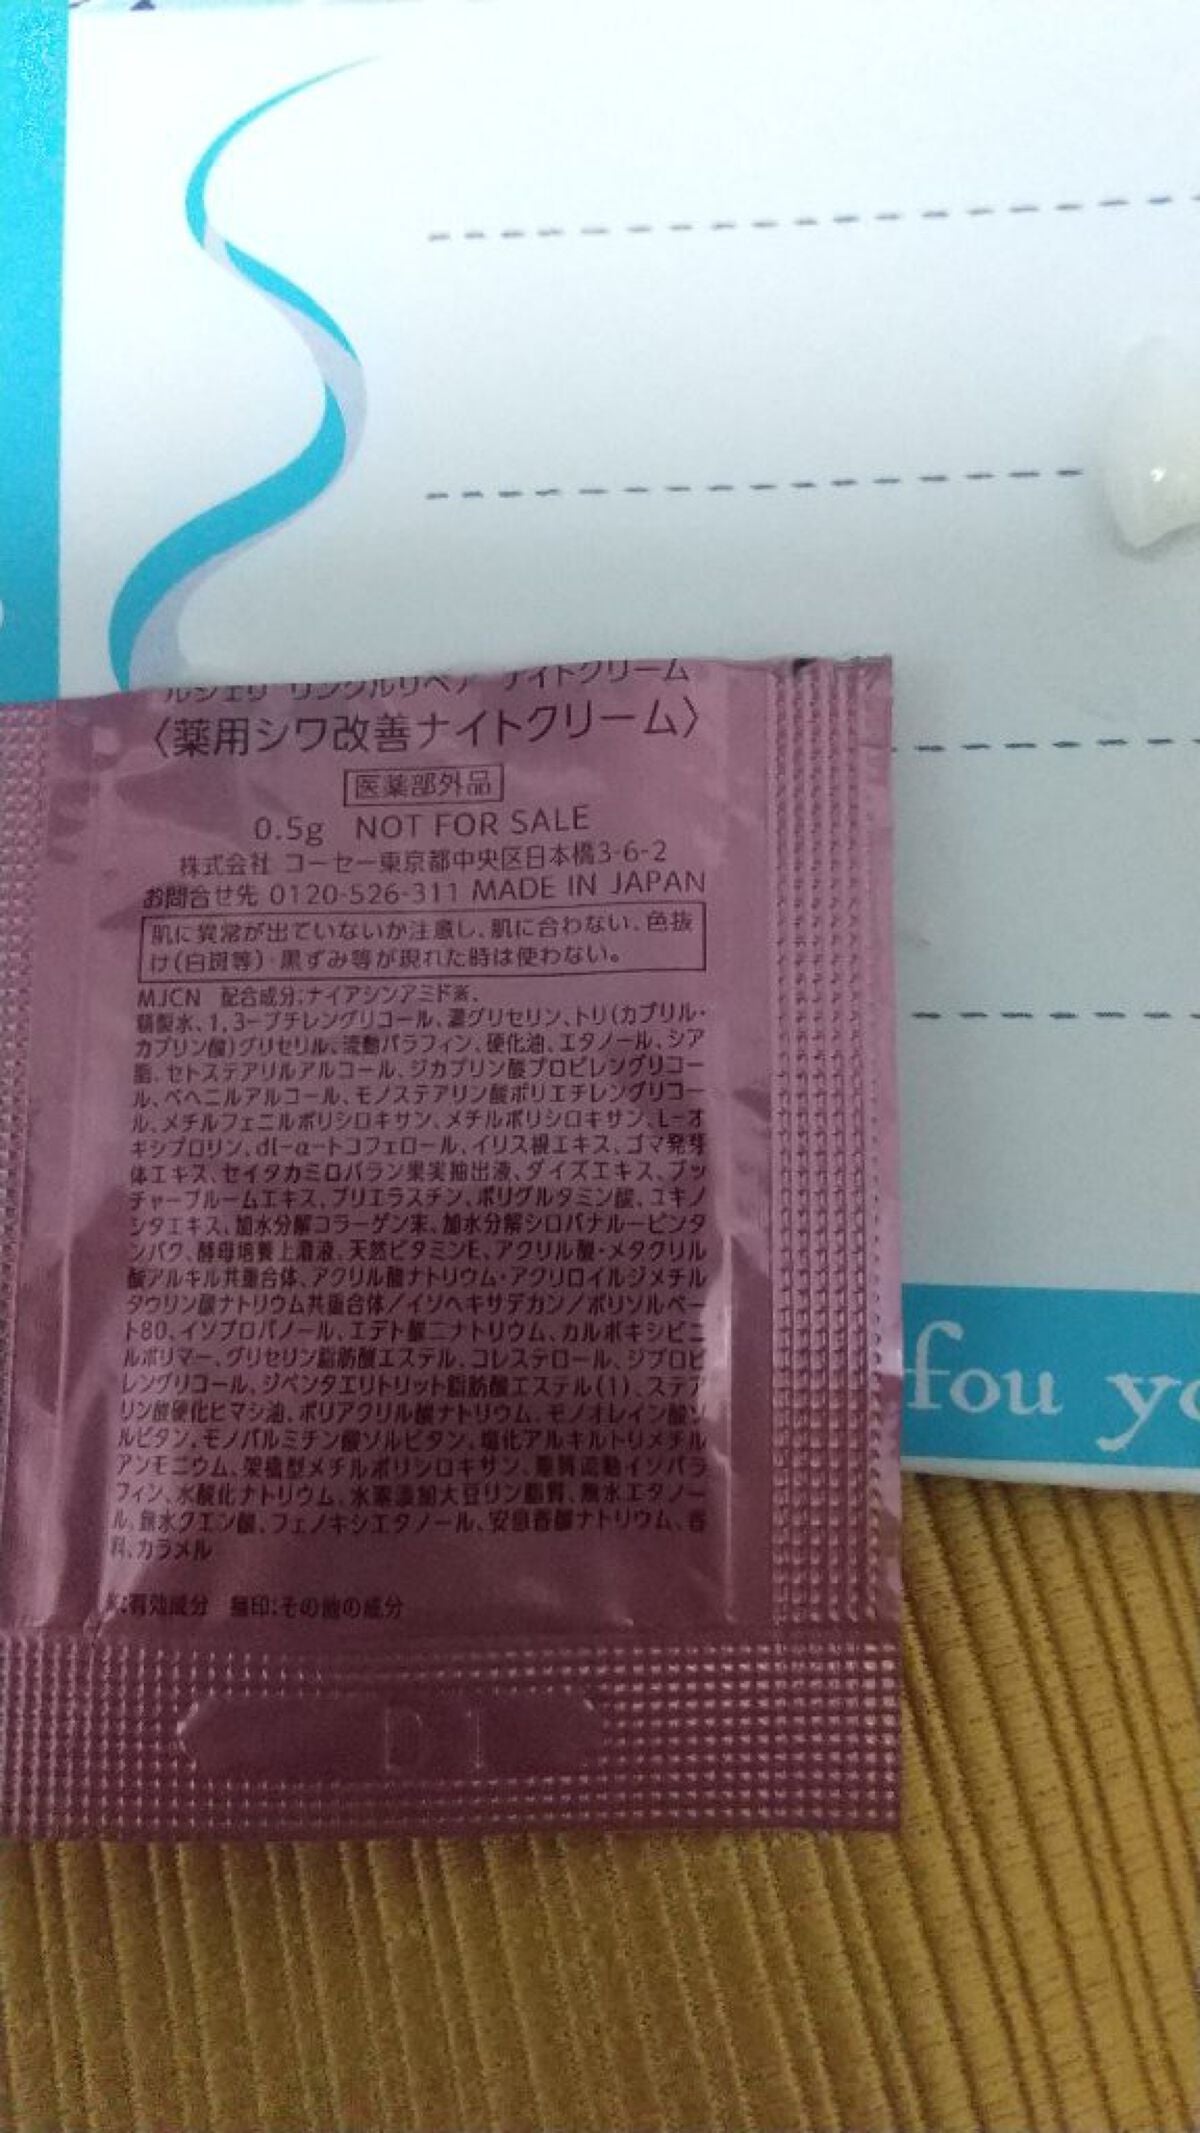 ルシェリ リンクルリペア ナイトクリーム
〈薬用シワ改善ナイトクリーム〉
医薬部外品
0.5g NOT FOR SALE
株式会社 コーセー東京都中央区日本橋3-6-2
お問合せ先 0120-526-311 MADE IN JAPAN
肌に異常が出ていないか注意し、肌に合わない、色抜
け(白斑等)・黒ずみ等が現れた時は使わない。
MJCN 配合成分:ナイアシンアミド※、
精製水、1,3-ブチレングリコール、濃グリセリン、トリ(カプリル・
カプリン酸)グリセリル、流動パラフィン、硬化油、エタノール、シア
脂、セトステアリルアルコール、ジカプリン酸プロピレングリコー
ル、ベヘニルアルコール、モノステアリン酸ポリエチレングリコー
ル、メチルフェニルポリシロキサン、メチルポリシロキサン、L-オ
キシプロリン、dl-α-トコフェロール、イリス根エキス、ゴマ発芽
体エキス、セイタカミロバラン果実抽出液、ダイズエキス、ブッ
チャーブルームエキス、プリエラスチン、ポリグルタミン酸、ユキノ
シタエキス、加水分解コラーゲン末、加水分解シロバナルーピンタ
ンパク、酵母培養上清液、天然ビタミンE、アクリル酸・メタクリル
酸アルキル共重合体、アクリル酸ナトリウム・アクリロイルジメチル
タウリン酸ナトリウム共重合体/イソヘキサデカン/ポリソルベー
ト80、イソプロパノール、エデト酸二ナトリウム、カルボキシビニ
ルポリマー、グリセリン脂肪酸エステル、コレステロール、ジプロピ
レングリコール、ジペンタエリトリット脂肪酸エステル(1)、ステア
リン酸硬化ヒマシ油、ポリアクリル酸ナトリウム、モノオレイン酸ソ
ルビタン、モノパルミチン酸ソルビタン、塩化アルキルトリメチル
アンモニウム、架橋型メチルポリシロキサン、重質流動イソパラ
フィン、水酸化ナトリウム、水素添加大豆リン脂質、無水エタノー
ル、無水クエン酸、フェノキシエタノール、安息香酸ナトリウム、香
料、カラメル
※:有効成分 無印:その他の成分
D1
fou yo